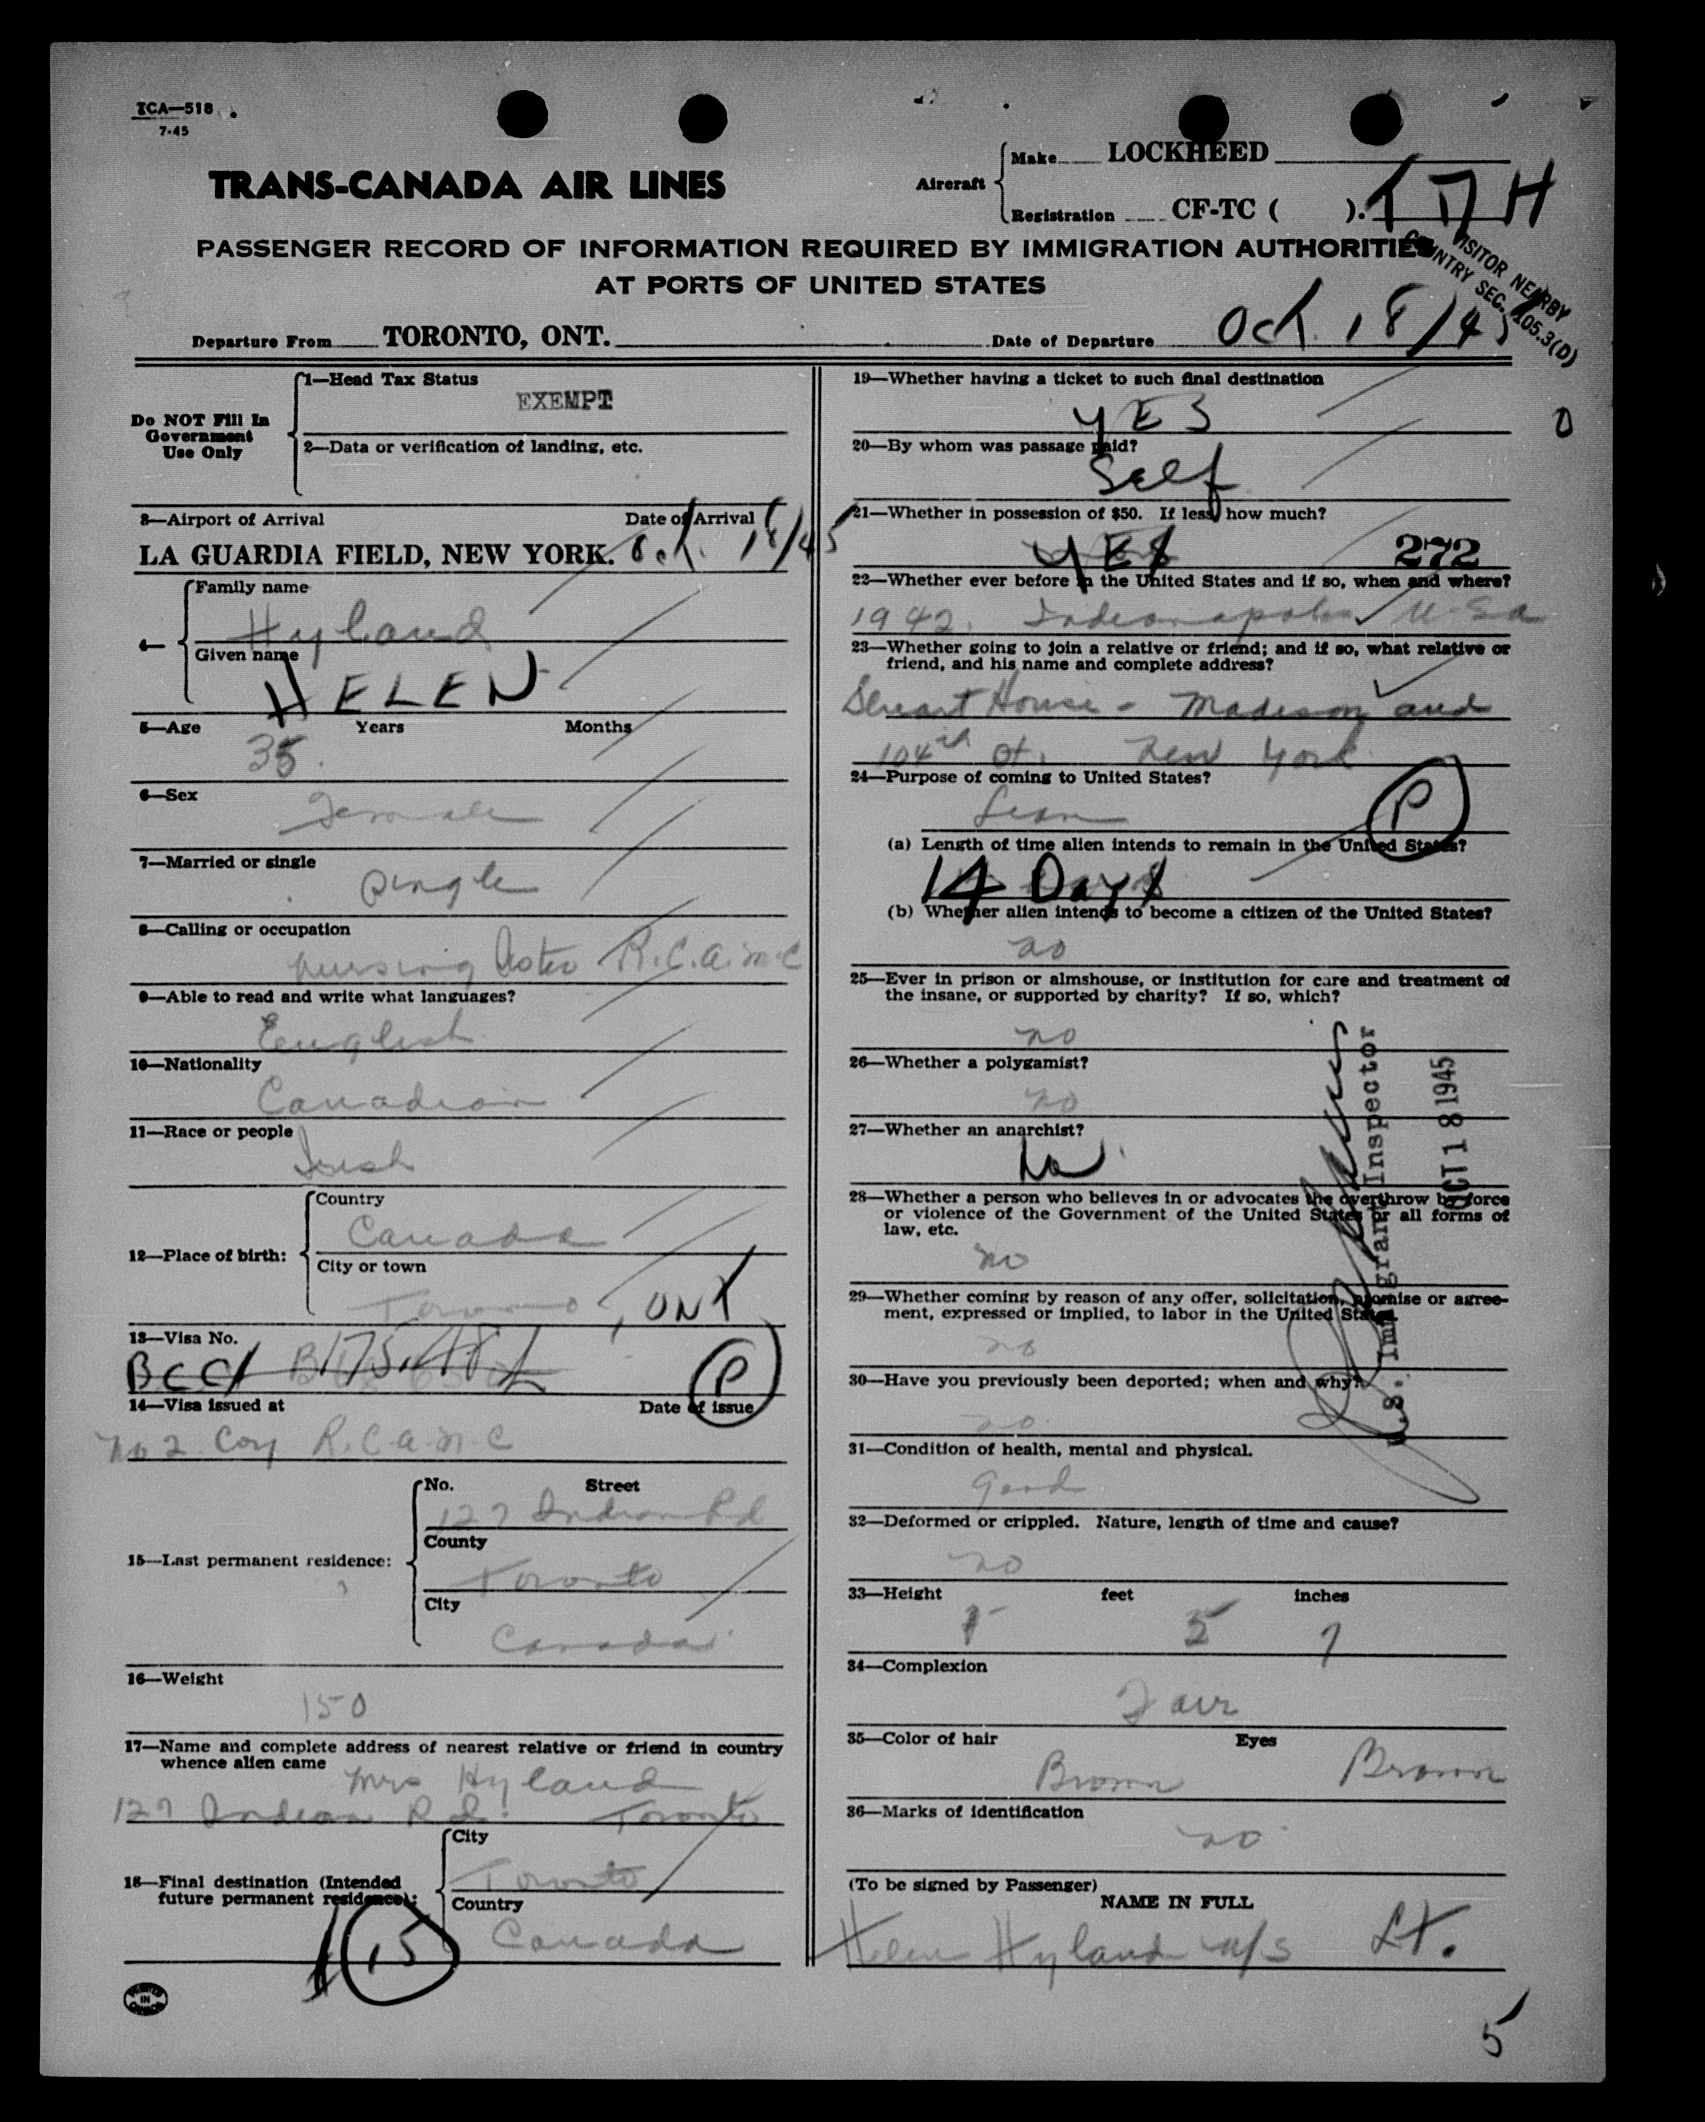 TCA—518
7-45
TRANS-CANADA AIR LINES
Aircraft
Make LOCKHEED
Registration CF-TC ( ).
PASSENGER RECORD OF INFORMATION REQUIRED BY IMMIGRATION AUTHORITIES
AT PORTS OF UNITED STATES
VISITOR NEARBY
COUNTRY SEC. 105.3(D)
Departure From TORONTO, ONT. Date of Departure Oct. 18/45
Do NOT Fill In
Government
Use Only
1—Head Tax Status
EXEMPT
2—Data or verification of landing, etc.
3—Airport of Arrival Date of Arrival
LA GUARDIA FIELD, NEW YORK. Oct. 18/45
4—
Family name
Hyland
Given name
HELEN
5—Age Years Months
35
6—Sex
Female
7—Married or single
Single
8—Calling or occupation
nursing Sister R.C.A.M.C
9—Able to read and write what languages?
English
10—Nationality
Canadian
11—Race or people
Irish
12—Place of birth:
Country
Canada
City or town
Toronto, ONT
13—Visa No.
BCC
P
14—Visa issued at Date of issue
No 2 Coy R.C.A.M.C
15—Last permanent residence:
No. Street
127 Indian Rd
County
Toronto
City
Canada
16—Weight
150
17—Name and complete address of nearest relative or friend in country
whence alien came
Mrs Hyland
127 Indian Rd. Toronto
18—Final destination (Intended
future permanent residence):
City
Toronto
Country
Canada
15
PRINTED
IN
CANADA
19—Whether having a ticket to such final destination
YES
0
20—By whom was passage paid?
Self
21—Whether in possession of $50. If less, how much?
YES
272
22—Whether ever before in the United States and if so, when and where?
1942. Indianapolis U.S.A
23—Whether going to join a relative or friend; and if so, what relative or
friend, and his name and complete address?
House - Madison and
104th St. New York
24—Purpose of coming to United States?
P
(a) Length of time alien intends to remain in the United States?
14 Days
(b) Whether alien intends to become a citizen of the United States?
no
25—Ever in prison or almshouse, or institution for care and treatment of
the insane, or supported by charity? If so, which?
no
26—Whether a polygamist?
no
27—Whether an anarchist?
No.
28—Whether a person who believes in or advocates the overthrow by force
or violence of the Government of the United States or all forms of
law, etc.
no
29—Whether coming by reason of any offer, solicitation, promise or agree-
ment, expressed or implied, to labor in the United States.
no
30—Have you previously been deported; when and why?
no
U.S. Immigrant Inspector
OCT 18 1945
31—Condition of health, mental and physical.
Good
32—Deformed or crippled. Nature, length of time and cause?
no
33—Height feet inches
5 7
34—Complexion
Fair
35—Color of hair Eyes
Brown Brown
36—Marks of identification
no
(To be signed by Passenger)
NAME IN FULL
Helen Hyland n/s Lt.
5